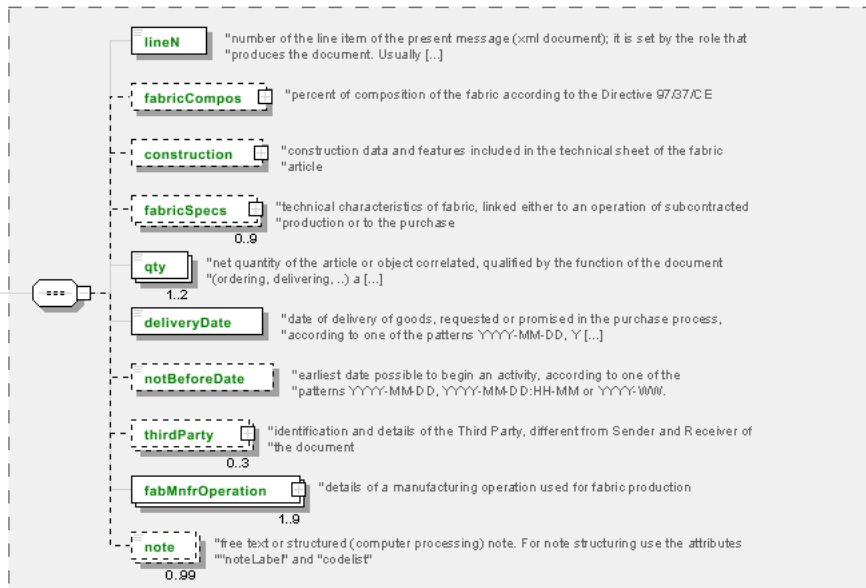 lineN
"number of the line item of the present message (xml document); it is set by the role that
"produces the document. Usually [...]
fabricCompos
"percent of composition of the fabric according to the Directive 97/37/CE
construction
"construction data and features included in the technical sheet of the fabric
"article
fabricSpecs
"technical characteristics of fabric, linked either to an operation of subcontracted
"production or to the purchase
0..9
qty
"net quantity of the article or object correlated, qualified by the function of the document
"(ordering, delivering, ..) a [...]
1..2
deliveryDate
"date of delivery of goods, requested or promised in the purchase process,
"according to one of the patterns YYYY-MM-DD, Y [...]
notBeforeDate
"earliest date possible to begin an activity, according to one of the
"patterns YYYY-MM-DD, YYYY-MM-DD:HH-MM or YYYY-WW.
thirdParty
"identification and details of the Third Party, different from Sender and Receiver of
"the document
0..3
fabMnfrOperation
"details of a manufacturing operation used for fabric production
1..9
note
"free text or structured (computer processing) note. For note structuring use the attributes
""noteLabel" and "codelist"
0..99